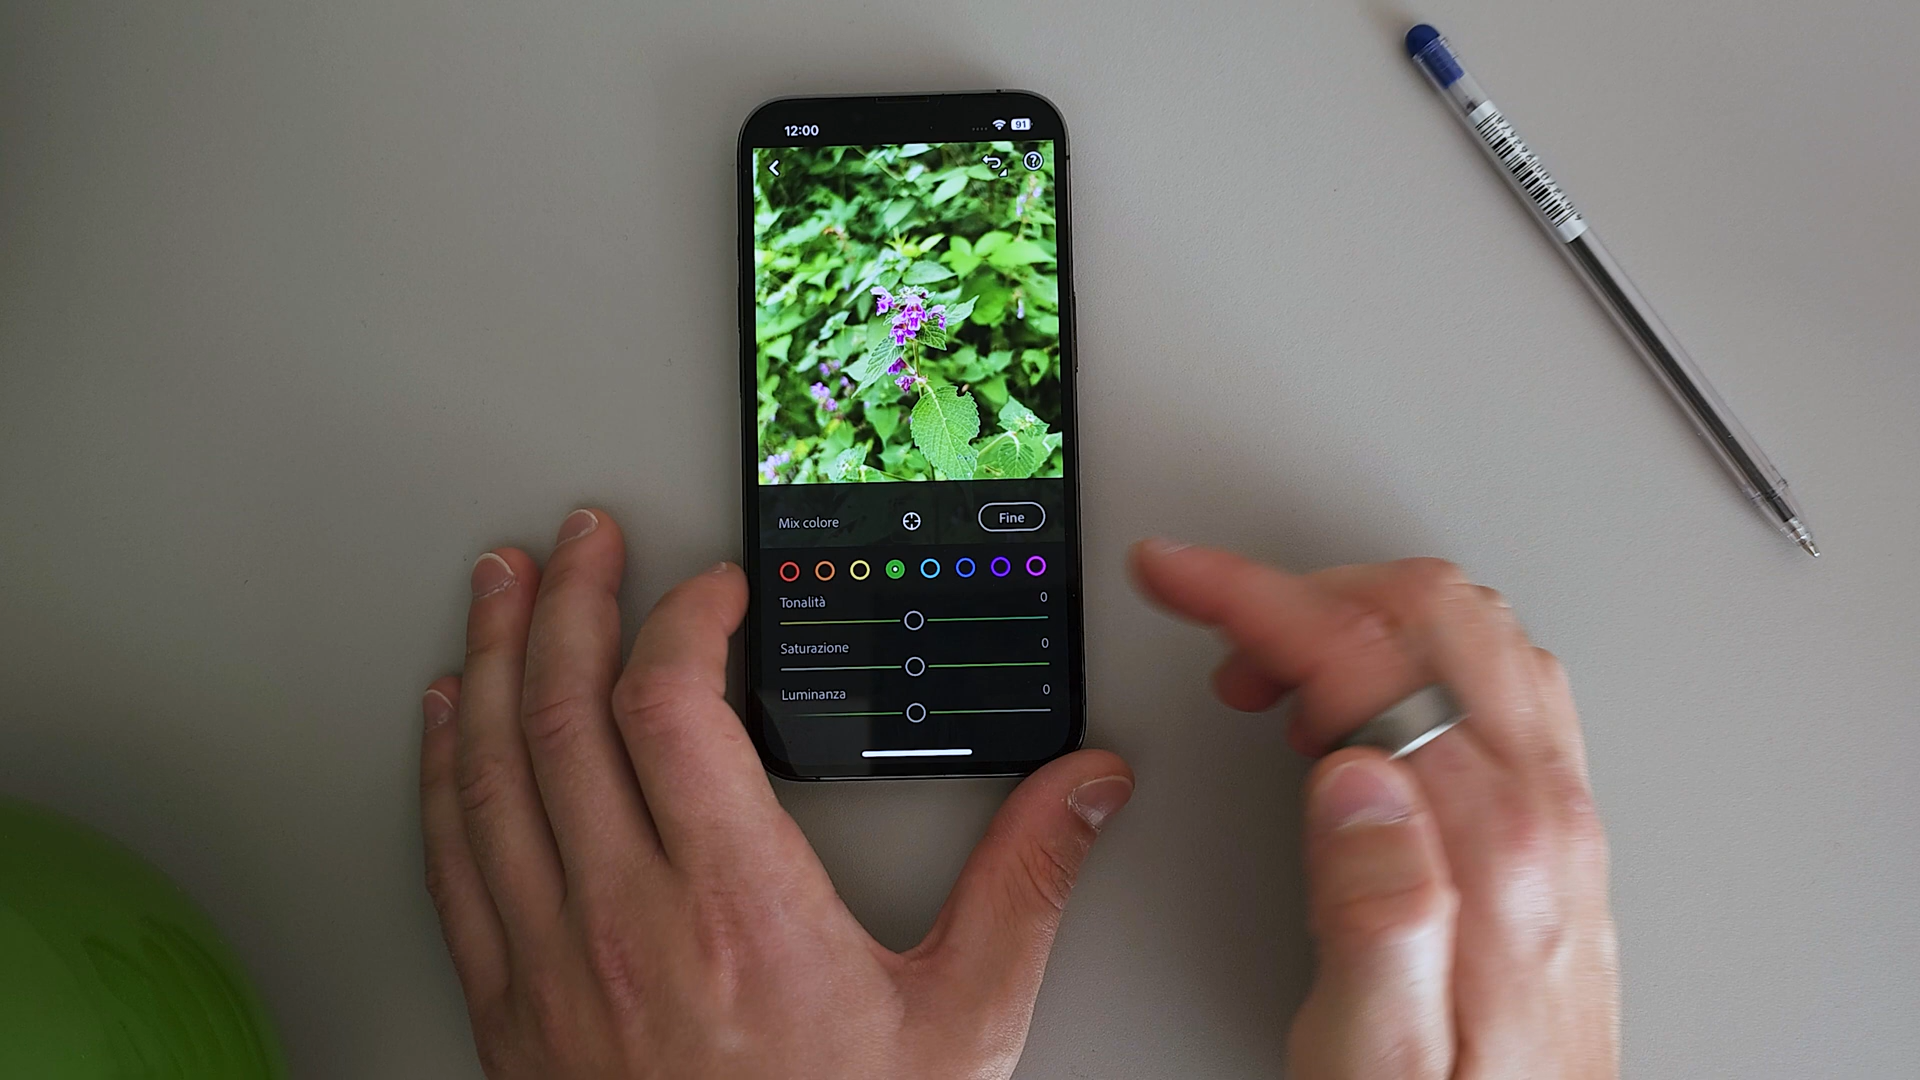 12:00
91
Mix colore
Fine
Tonalità
0
Saturazione
0
Luminanza
0